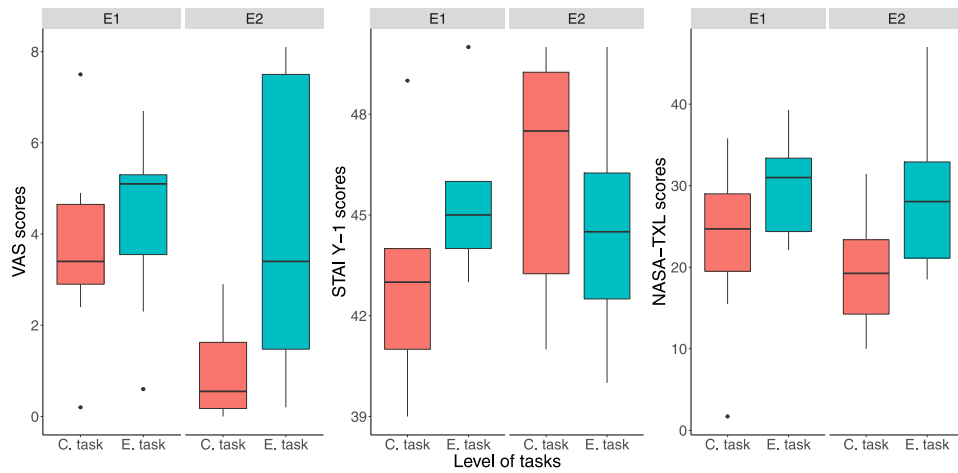 E1 E2
VAS scores
8
6
4
2
0
C. task E. task C. task E. task
E1 E2
STAI Y-1 scores
48
45
42
39
C. task E. task C. task E. task
Level of tasks
E1 E2
NASA-TXL scores
40
30
20
10
0
C. task E. task C. task E. task